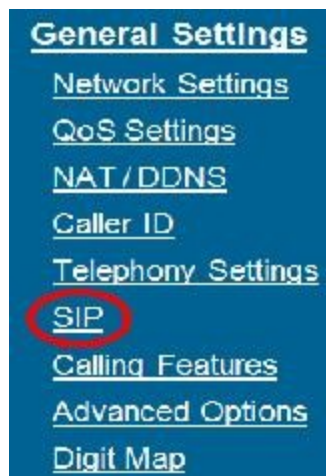 General Settings
Network Settings
QoS Settings
NAT / DDNS
Caller ID
Telephony Settings
SIP
Calling Features
Advanced Options
Digit Map